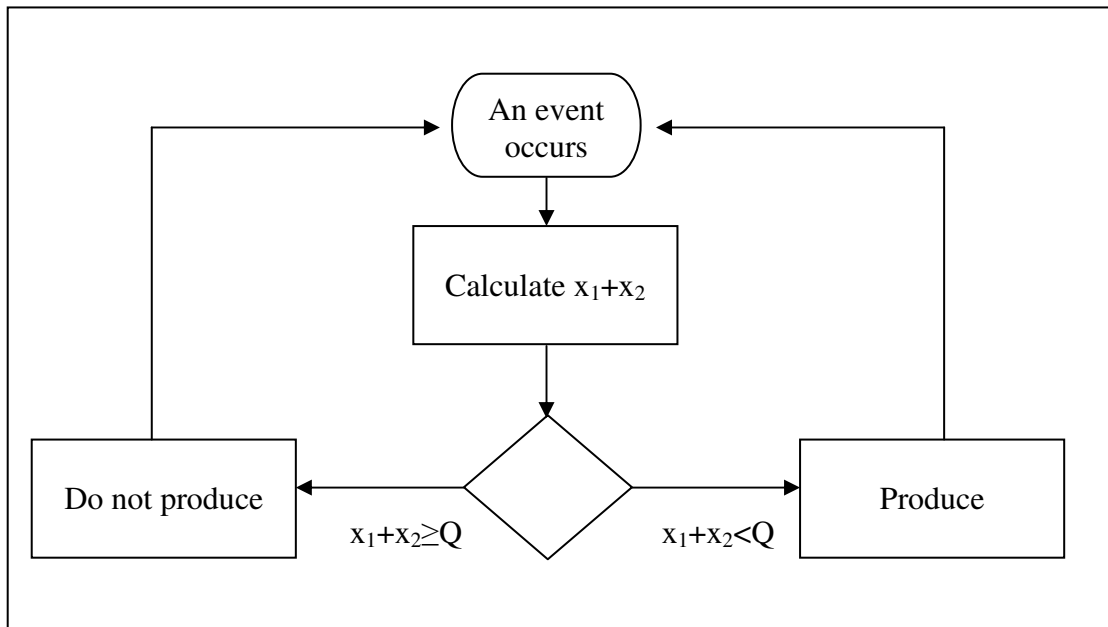 An event
occurs
Calculate x₁+x₂
Do not produce
Produce
x₁+x₂≥Q
x₁+x₂<Q